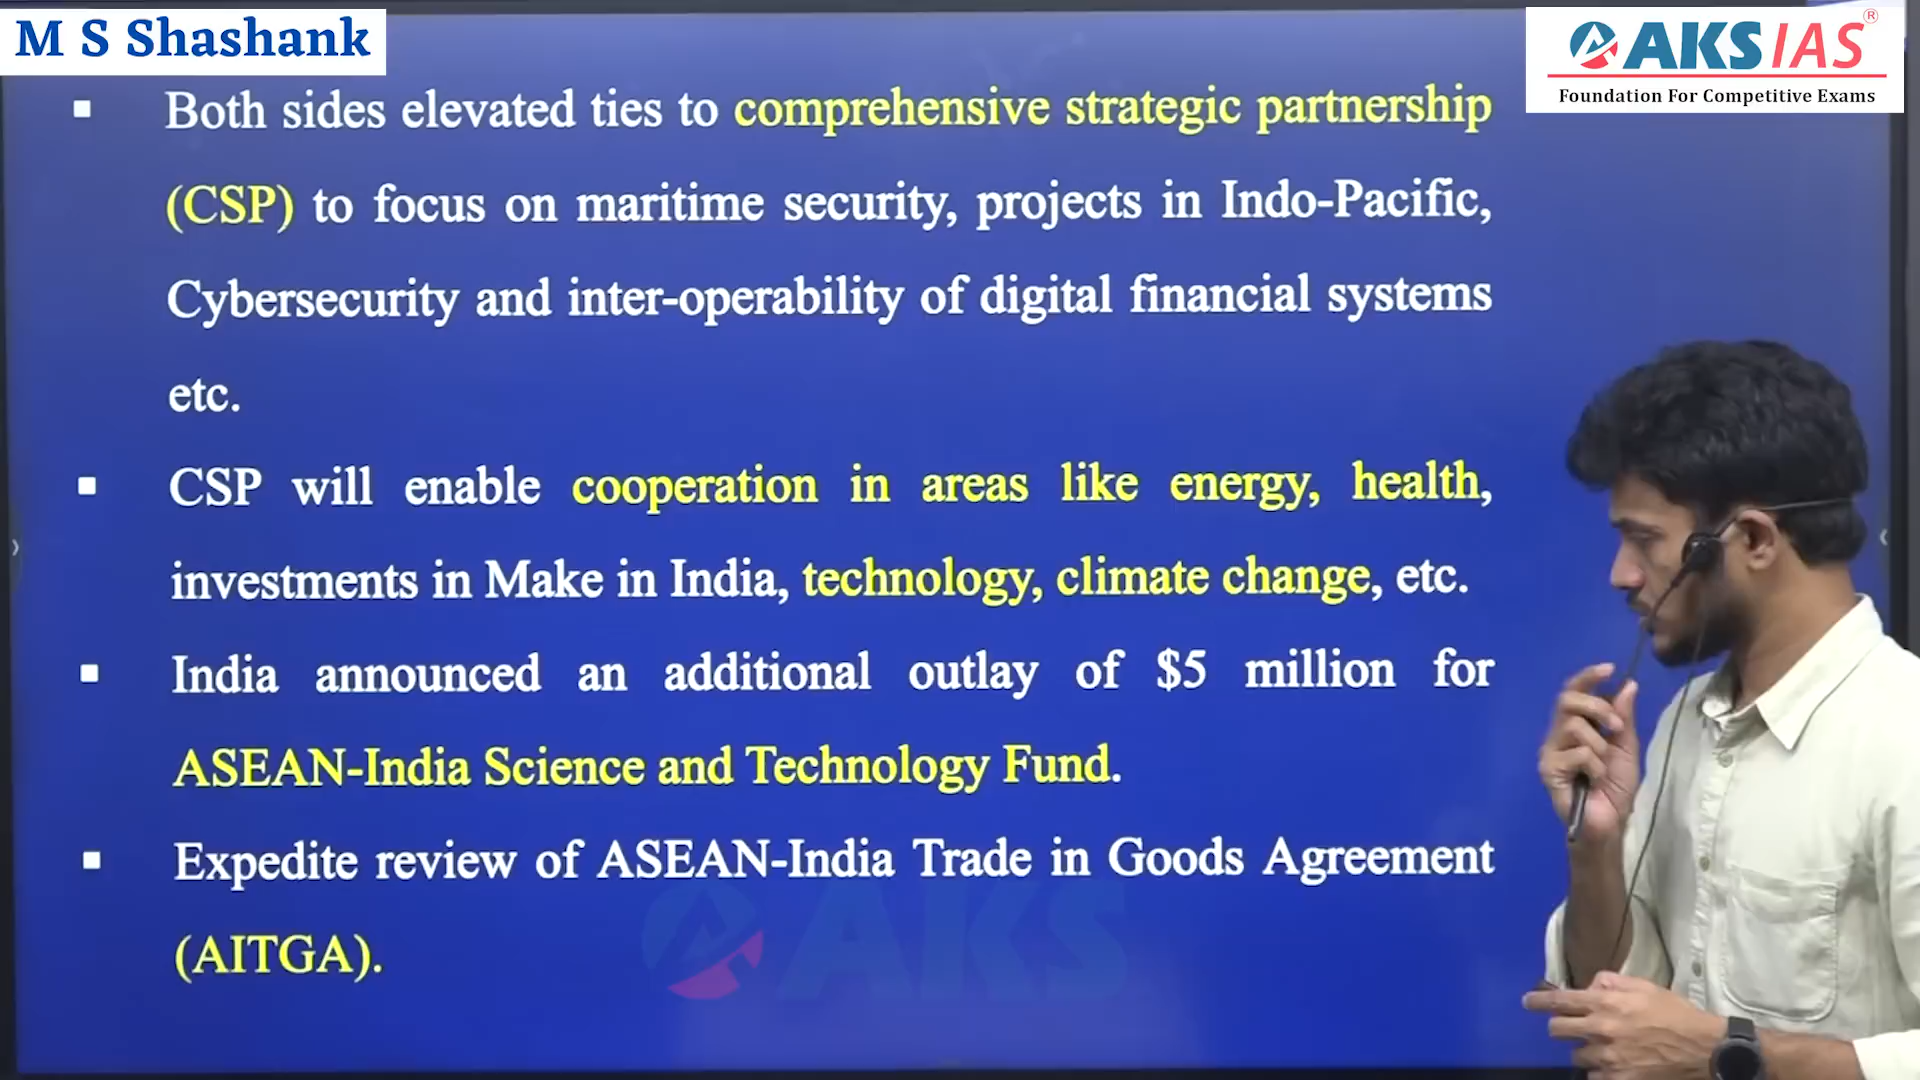 M S Shashank
AKS IAS®
Foundation For Competitive Exams
▪ Both sides elevated ties to comprehensive strategic partnership
(CSP) to focus on maritime security, projects in Indo-Pacific,
Cybersecurity and inter-operability of digital financial systems
etc.
▪ CSP will enable cooperation in areas like energy, health,
investments in Make in India, technology, climate change, etc.
▪ India announced an additional outlay of $5 million for
ASEAN-India Science and Technology Fund.
▪ Expedite review of ASEAN-India Trade in Goods Agreement
(AITGA).
AKS